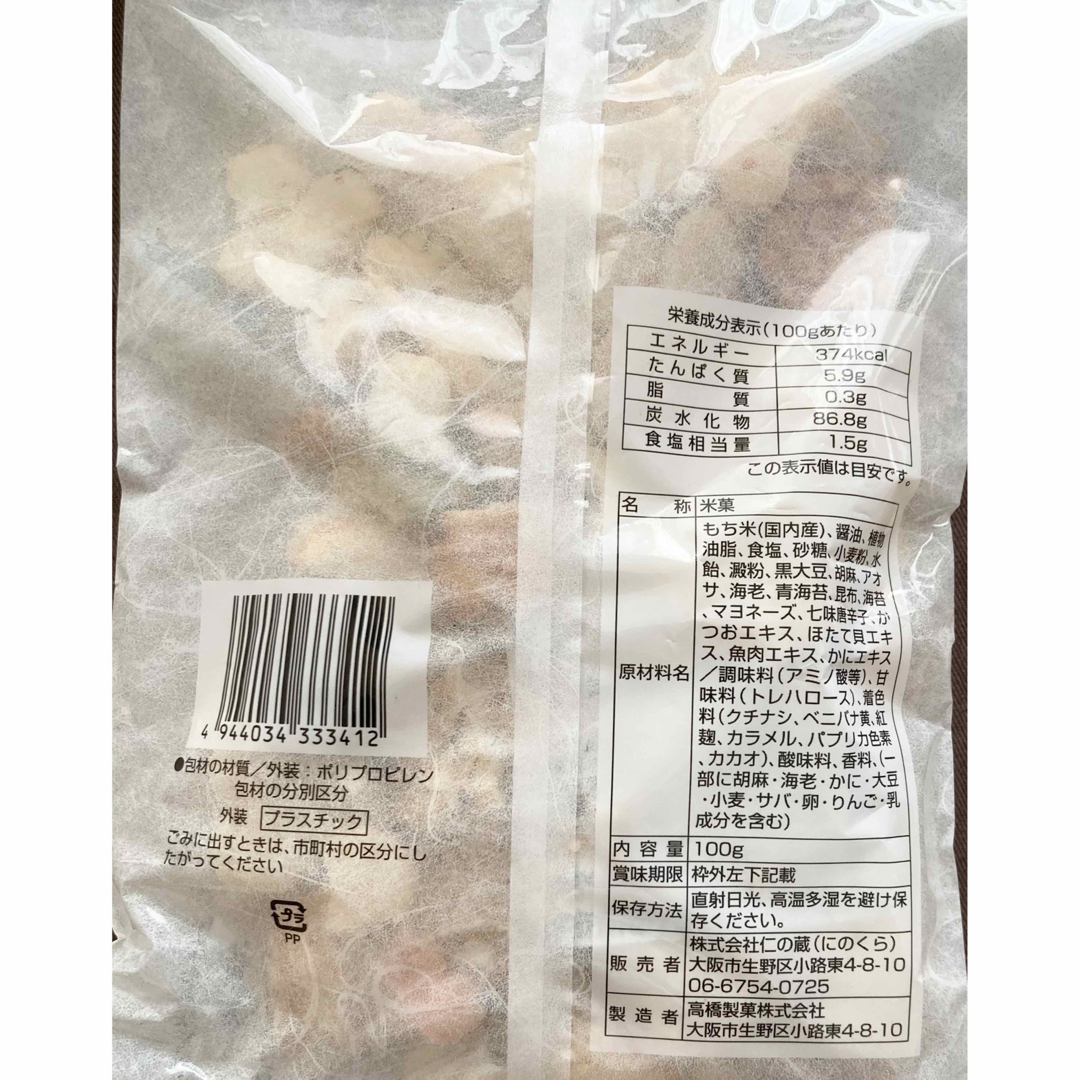 栄養成分表示(100gあたり)
エネルギー 374kcal
たんぱく質 5.9g
脂質 0.3g
炭水化物 86.8g
食塩相当量 1.5g
この表示値は目安です。
名称 米菓
原材料名
もち米(国内産)、醤油、植物
油脂、食塩、砂糖、小麦粉、水
飴、澱粉、黒大豆、胡麻、アオ
サ、海老、青海苔、昆布、海苔
、マヨネーズ、七味唐辛子、か
つおエキス、ほたて貝エキ
ス、魚肉エキス、かにエキス
/調味料(アミノ酸等)、甘
味料(トレハロース)、着色
料(クチナシ、ベニバナ黄、紅
麹、カラメル、パプリカ色素
、カカオ)、酸味料、香料、(一
部に胡麻・海老・かに・大豆
・小麦・サバ・卵・りんご・乳
成分を含む)
内容量 100g
賞味期限 枠外左下記載
保存方法 直射日光、高温多湿を避け保
存ください。
販売者 株式会社仁の蔵(にのくら)
大阪市生野区小路東4-8-10
06-6754-0725
製造者 高橋製菓株式会社
大阪市生野区小路東4-8-10
4 944034 333412
●包材の材質/外装:ポリプロピレン
包材の分別区分
外装 プラスチック
ごみに出すときは、市町村の区分にし
たがってください
プラ
PP